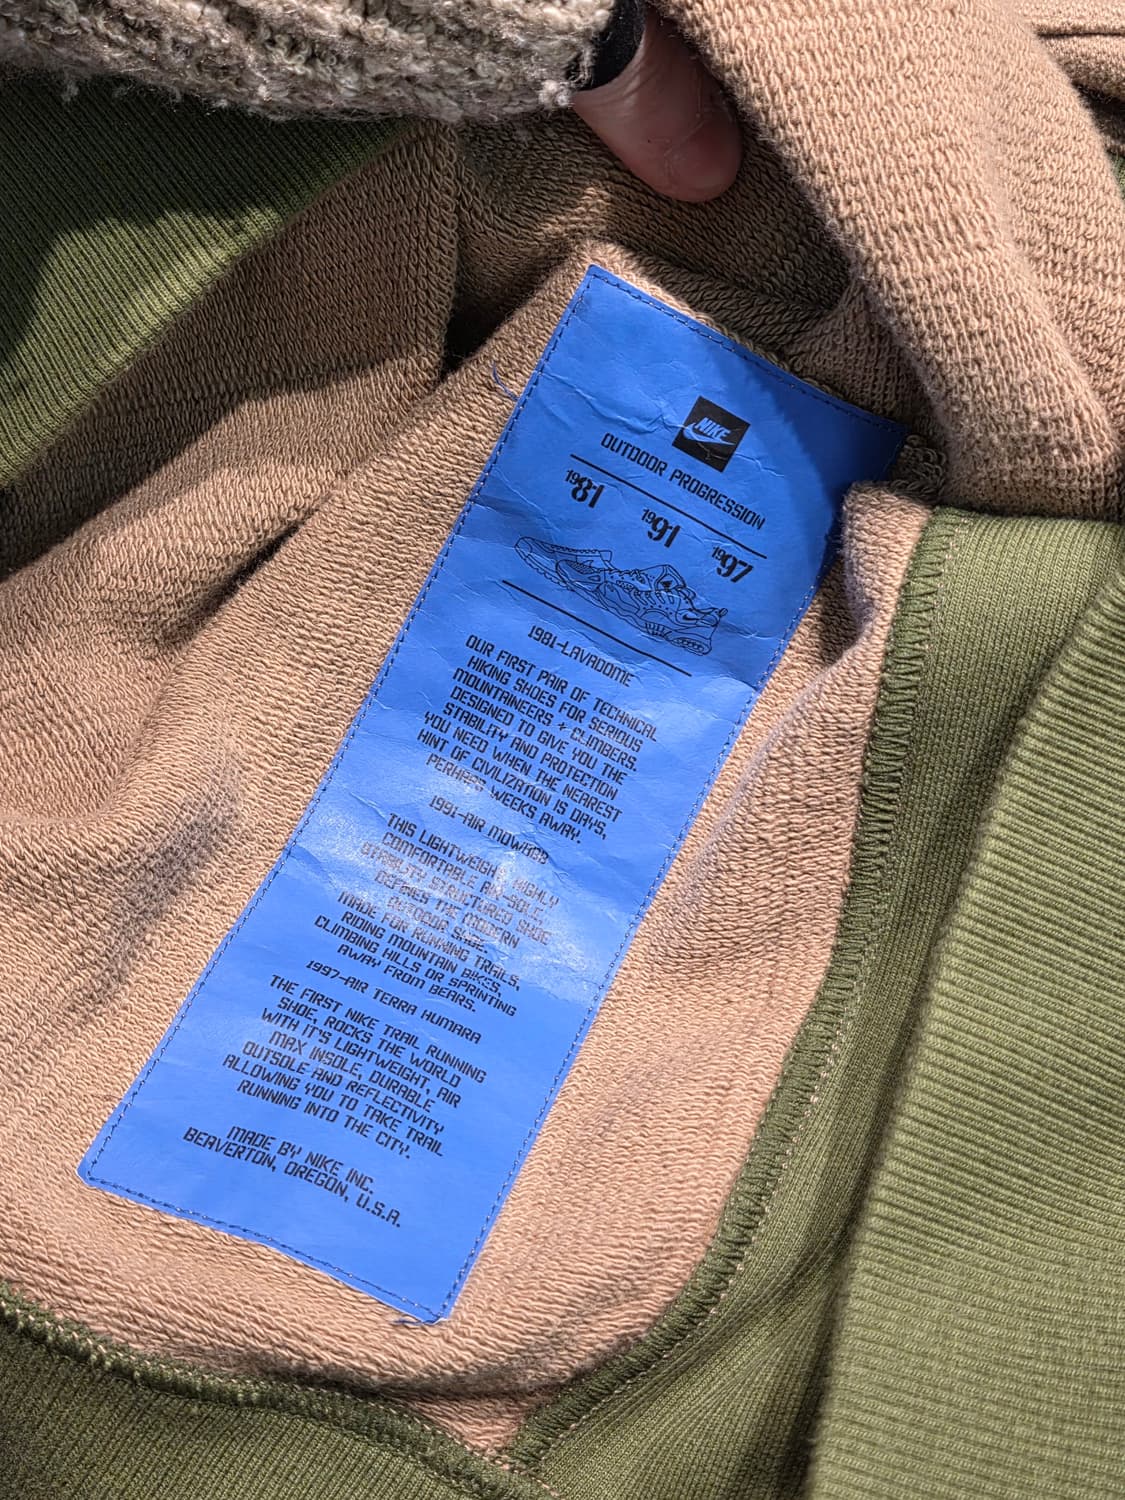 NIKE
OUTDOOR PROGRESSION
1981 1991 1997
1981-LAVADOME
OUR FIRST PAIR OF TECHNICAL
HIKING SHOES FOR SERIOUS
MOUNTAINEERS & CLIMBERS.
DESIGNED TO GIVE YOU THE
STABILITY AND PROTECTION
YOU NEED WHEN THE NEAREST
HINT OF CIVILIZATION IS DAYS,
PERHAPS WEEKS AWAY.
1991-AIR MOWABB
THIS LIGHTWEIGHT, HIGHLY
COMFORTABLE AIR-SOLE,
STABILITY STRUCTURED SHOE
DEFINES THE MODERN
OUTDOOR SHOE.
MADE FOR RUNNING TRAILS,
RIDING MOUNTAIN BIKES,
CLIMBING HILLS OR SPRINTING
AWAY FROM BEARS.
1997-AIR TERRA HUMARA
THE FIRST NIKE TRAIL RUNNING
SHOE, ROCKS THE WORLD
WITH IT'S LIGHTWEIGHT, AIR
MAX INSOLE, DURABLE
OUTSOLE AND REFLECTIVITY
ALLOWING YOU TO TAKE TRAIL
RUNNING INTO THE CITY.
MADE BY NIKE INC.
BEAVERTON, OREGON, U.S.A.